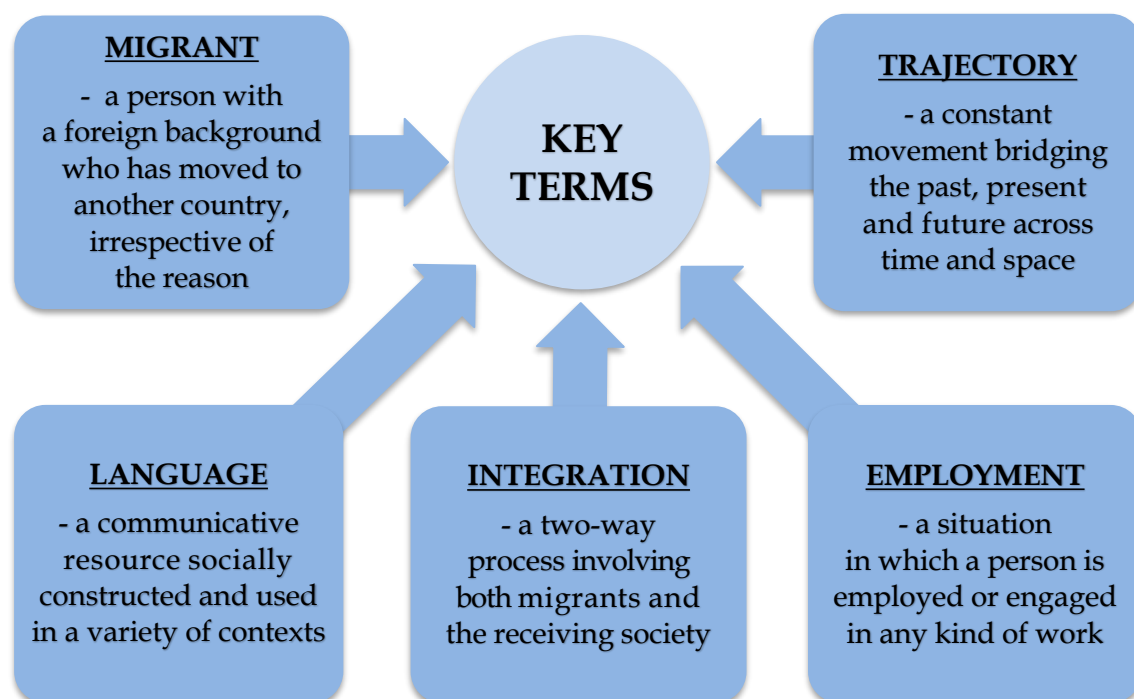 MIGRANT
- a person with
a foreign background
who has moved to
another country,
irrespective of
the reason
KEY
TERMS
TRAJECTORY
- a constant
movement bridging
the past, present
and future across
time and space
LANGUAGE
- a communicative
resource socially
constructed and used
in a variety of contexts
INTEGRATION
- a two-way
process involving
both migrants and
the receiving society
EMPLOYMENT
- a situation
in which a person is
employed or engaged
in any kind of work